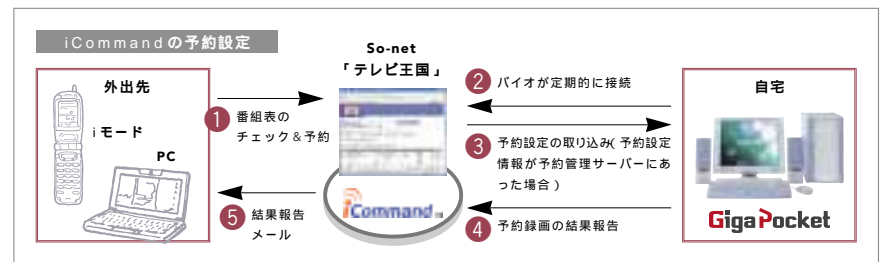 iCommandの予約設定
外出先
iモード
PC
1
番組表の
チェック&予約
So-net
「テレビ王国」
iCommand
5
結果報告
メール
2
バイオが定期的に接続
3
予約設定の取り込み(予約設定
情報が予約管理サーバーにあ
った場合)
4
予約録画の結果報告
自宅
GigaPocket